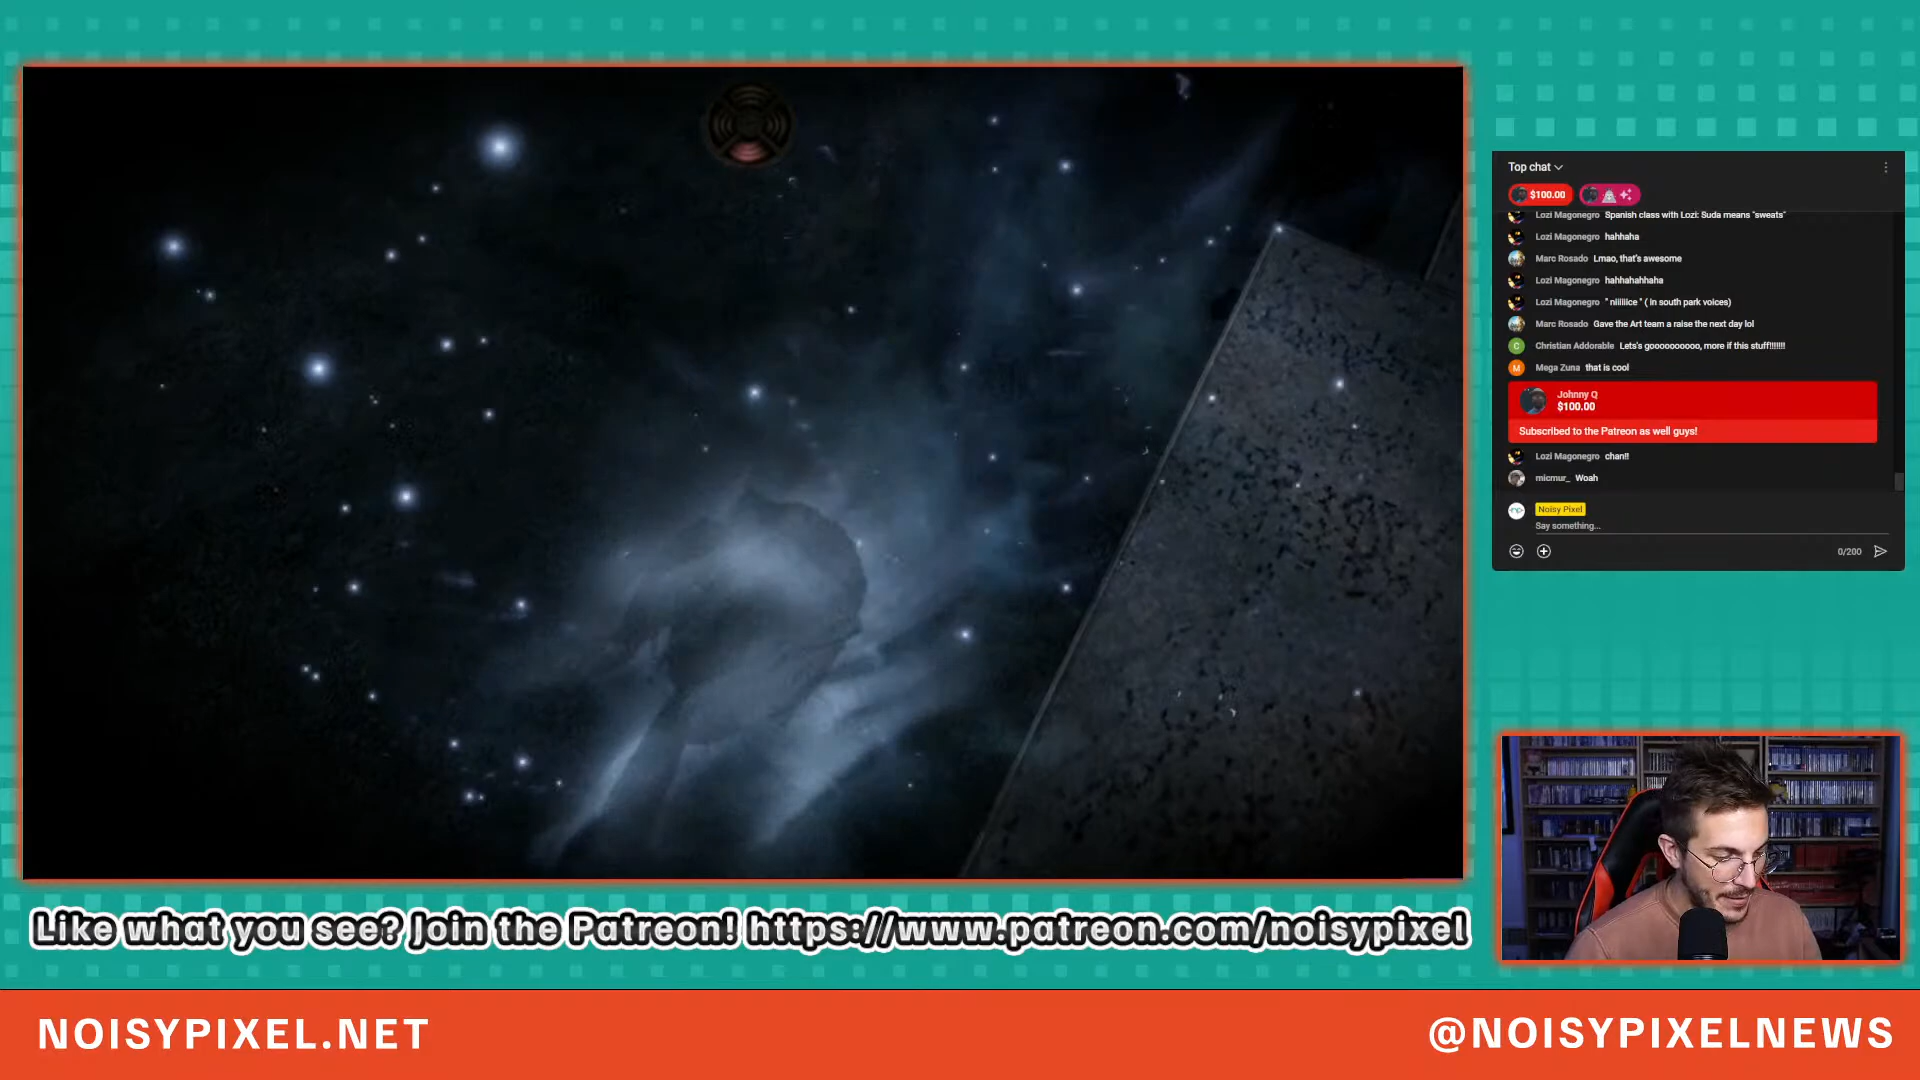 Top chat
$100.00
Lozi Magonegro Spanish class with Lozi: Suda means "sweats"
Lozi Magonegro hahhaha
Marc Rosado Lmao, that's awesome
Lozi Magonegro hahhahahhaha
Lozi Magonegro " niiiiiice " ( in south park voices)
Marc Rosado Gave the Art team a raise the next day lol
C Christian Addorable Lets's goooooooooo, more if this stuff!!!!!!!
M Mega Zuna that is cool
Johnny Q
$100.00
Subscribed to the Patreon as well guys!
Lozi Magonegro chan!!
micmur_ Woah
Noisy Pixel
Say something...
0/200
Like what you see? Join the Patreon! https://www.patreon.com/noisypixel
NOISYPIXEL.NET
@NOISYPIXELNEWS